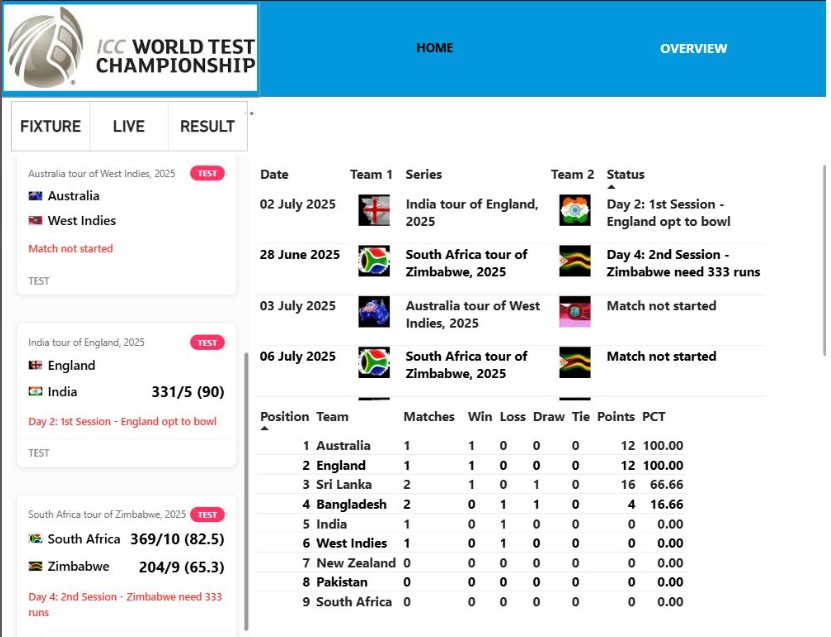 ICC WORLD TEST
CHAMPIONSHIP
HOME
OVERVIEW
FIXTURE LIVE RESULT
Australia tour of West Indies, 2025 TEST
Australia
West Indies
Match not started
TEST
India tour of England, 2025 TEST
England
India 331/5 (90)
Day 2: 1st Session - England opt to bowl
TEST
South Africa tour of Zimbabwe, 2025 TEST
South Africa 369/10 (82.5)
Zimbabwe 204/9 (65.3)
Day 4: 2nd Session - Zimbabwe need 333
runs
Date Team 1 Series Team 2 Status
02 July 2025 India tour of England, Day 2: 1st Session -
2025 England opt to bowl
28 June 2025 South Africa tour of Day 4: 2nd Session -
Zimbabwe, 2025 Zimbabwe need 333 runs
03 July 2025 Australia tour of West Match not started
Indies, 2025
06 July 2025 South Africa tour of Match not started
Zimbabwe, 2025
Position Team Matches Win Loss Draw Tie Points PCT
1 Australia 1 1 0 0 0 12 100.00
2 England 1 1 0 0 0 12 100.00
3 Sri Lanka 2 1 0 1 0 16 66.66
4 Bangladesh 2 0 1 1 0 4 16.66
5 India 1 0 1 0 0 0 0.00
6 West Indies 1 0 1 0 0 0 0.00
7 New Zealand 0 0 0 0 0 0 0.00
8 Pakistan 0 0 0 0 0 0 0.00
9 South Africa 0 0 0 0 0 0 0.00